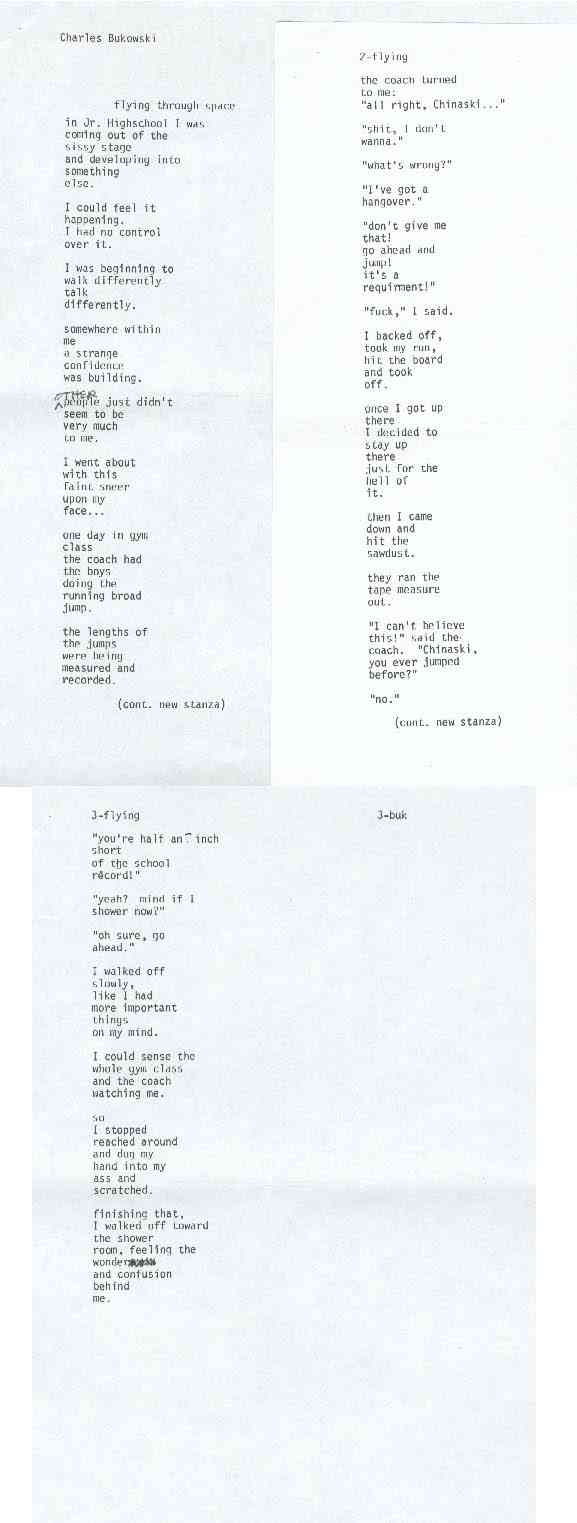 Charles Bukowski
flying through space
in Jr. Highschool I was
coming out of the
sissy stage
and developing into
something
else.
I could feel it
happening.
I had no control
over it.
I was beginning to
walk differently
talk
differently.
somewhere within
me
a strange
confidence
was building.
OTHER
people just didn't
seem to be
very much
to me.
I went about
with this
faint sneer
upon my
face...
one day in gym
class
the coach had
the boys
doing the
running broad
jump.
the lengths of
the jumps
were being
measured and
recorded.
(cont. new stanza)
2-flying
the coach turned
to me:
"all right, Chinaski..."
"shit, I don't
wanna."
"what's wrong?"
"I've got a
hangover."
"don't give me
that!
go ahead and
jump!
it's a
requirment!"
"fuck," I said.
I backed off,
took my run,
hit the board
and took
off.
once I got up
there
I decided to
stay up
there
just for the
hell of
it.
then I came
down and
hit the
sawdust.
they ran the
tape measure
out.
"I can't believe
this!" said the
coach. "Chinaski,
you ever jumped
before?"
"no."
(cont. new stanza)
3-flying
3-buk
"you're half an inch
short
of the school
record!"
"yeah? mind if I
shower now?"
"oh sure, go
ahead."
I walked off
slowly,
like I had
more important
things
on my mind.
I could sense the
whole gym class
and the coach
watching me.
so
I stopped
reached around
and dug my
hand into my
ass and
scratched.
finishing that,
I walked off toward
the shower
room, feeling the
wonder
and confusion
behind
me.